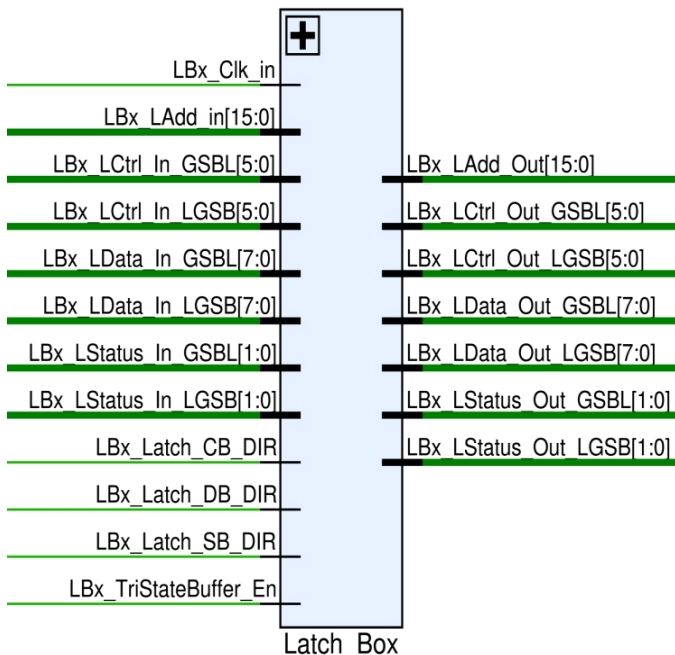 LBx_Clk_in
LBx_LAdd_in[15:0]
LBx_LCtrl_In_GSBL[5:0]
LBx_LCtrl_In_LGSB[5:0]
LBx_LData_In_GSBL[7:0]
LBx_LData_In_LGSB[7:0]
LBx_LStatus_In_GSBL[1:0]
LBx_LStatus_In_LGSB[1:0]
LBx_Latch_CB_DIR
LBx_Latch_DB_DIR
LBx_Latch_SB_DIR
LBx_TriStateBuffer_En
LBx_LAdd_Out[15:0]
LBx_LCtrl_Out_GSBL[5:0]
LBx_LCtrl_Out_LGSB[5:0]
LBx_LData_Out_GSBL[7:0]
LBx_LData_Out_LGSB[7:0]
LBx_LStatus_Out_GSBL[1:0]
LBx_LStatus_Out_LGSB[1:0]
Latch_Box